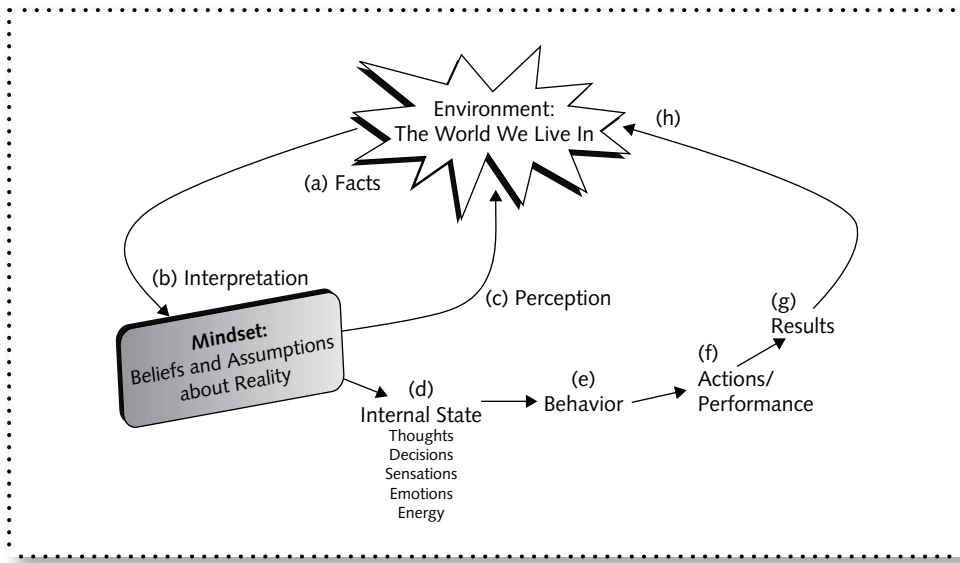 Environment:
The World We Live In
(h)
(a) Facts
(b) Interpretation
(c) Perception
Mindset:
Beliefs and Assumptions
about Reality
(d)
Internal State
Thoughts
Decisions
Sensations
Emotions
Energy
(e)
Behavior
(f)
Actions/
Performance
(g)
Results